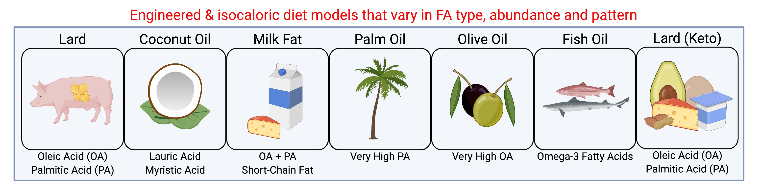 Engineered & isocaloric diet models that vary in FA type, abundance and pattern
Lard
Coconut Oil
Milk Fat
Palm Oil
Olive Oil
Fish Oil
Lard (Keto)
Oleic Acid (OA)
Palmitic Acid (PA)
Lauric Acid
Myristic Acid
OA + PA
Short-Chain Fat
Very High PA
Very High OA
Omega-3 Fatty Acids
Oleic Acid (OA)
Palmitic Acid (PA)